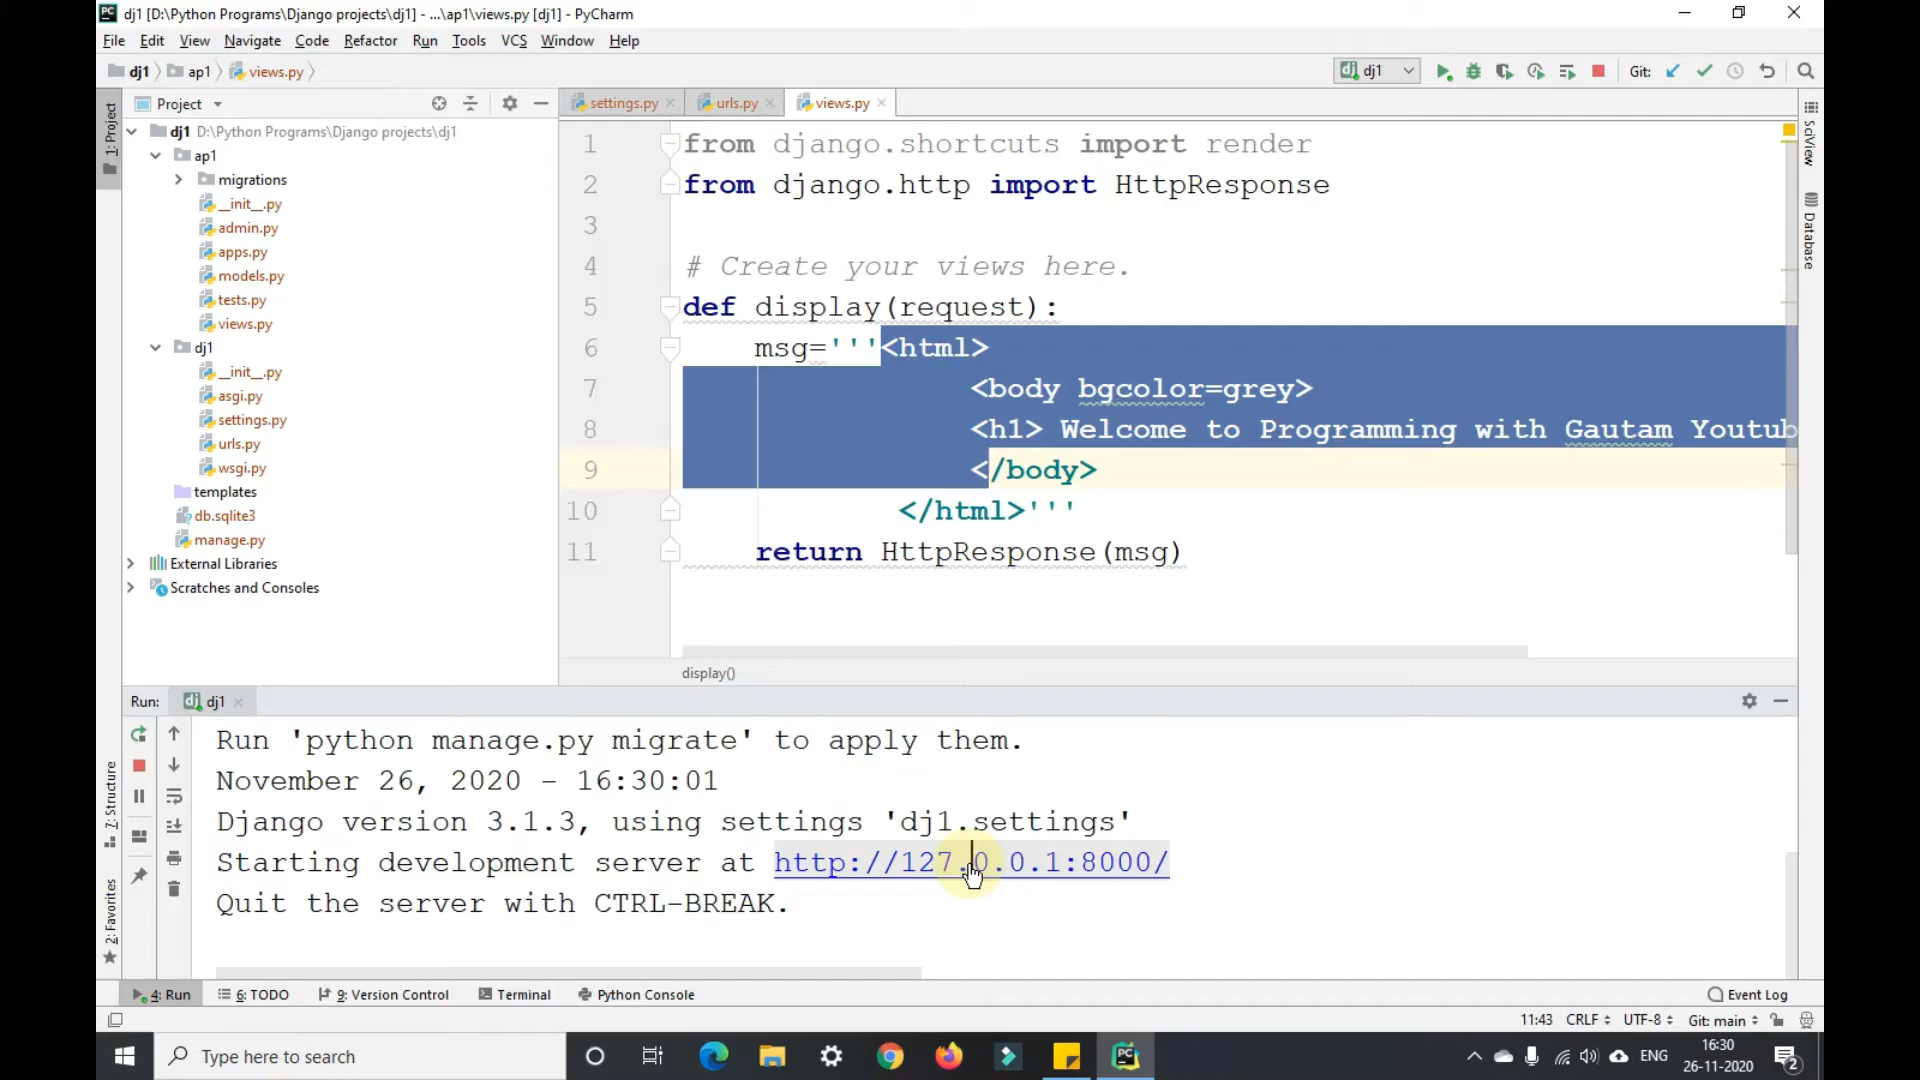 dj1 [D:\Python Programs\Django projects\dj1] - ...\ap1\views.py [dj1] - PyCharm
File Edit View Navigate Code Refactor Run Tools VCS Window Help
dj1 ap1 views.py dj1 Git:
1: Project
Project
dj1 D:\Python Programs\Django projects\dj1
ap1
migrations
__init__.py
admin.py
apps.py
models.py
tests.py
views.py
dj1
__init__.py
asgi.py
settings.py
urls.py
wsgi.py
templates
db.sqlite3
manage.py
External Libraries
Scratches and Consoles
settings.py urls.py views.py
1 from django.shortcuts import render
2 from django.http import HttpResponse
3
4 # Create your views here.
5 def display(request):
6 msg='''<html>
7 <body bgcolor=grey>
8 <h1> Welcome to Programming with Gautam Youtub
9 </body>
10 </html>'''
11 return HttpResponse(msg)
display()
SciView
Database
Run: dj1
Run 'python manage.py migrate' to apply them.
November 26, 2020 - 16:30:01
Django version 3.1.3, using settings 'dj1.settings'
Starting development server at http://127.0.0.1:8000/
Quit the server with CTRL-BREAK.
7: Structure
2: Favorites
4: Run 6: TODO 9: Version Control Terminal Python Console Event Log
11:43 CRLF UTF-8 Git: main
Type here to search
PC
ENG
16:30
26-11-2020
2